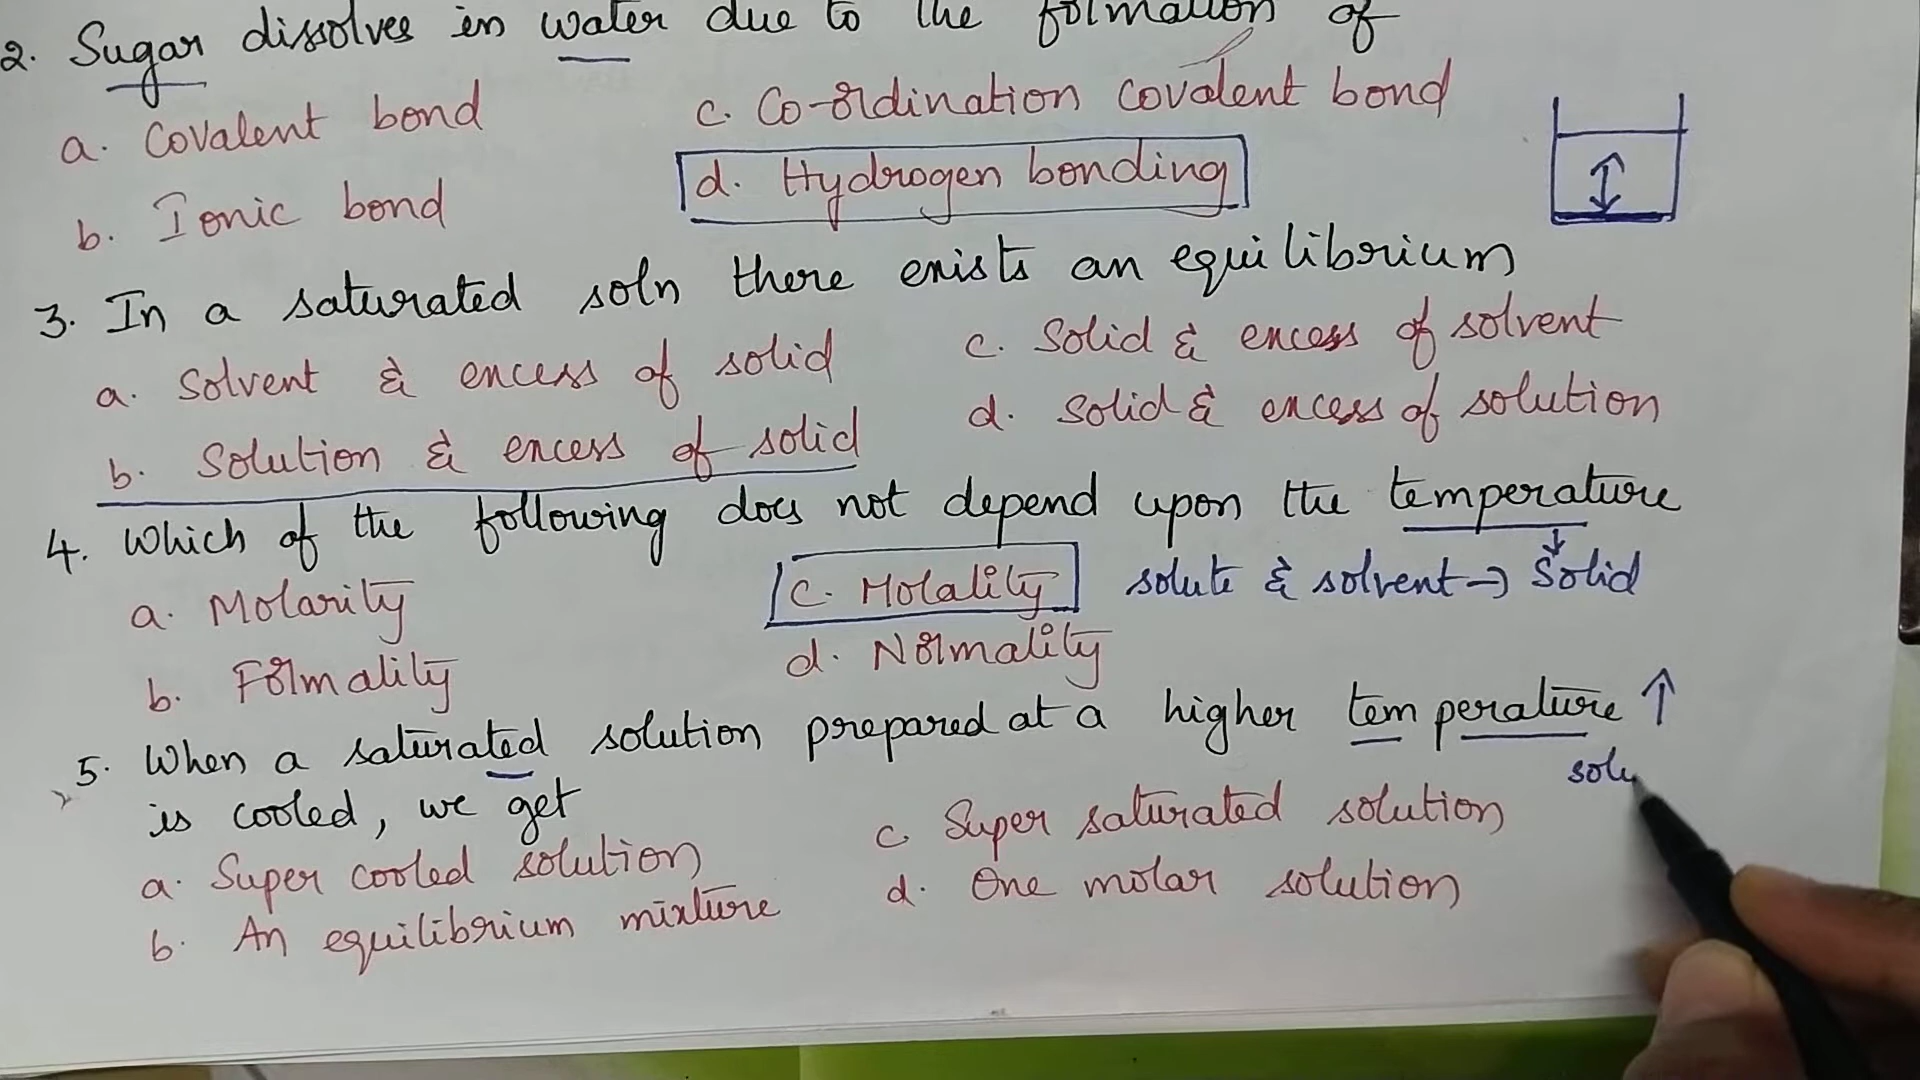 2. Sugar dissolves in water due to the formation of
a. Covalent bond
c. Co-ordination covalent bond
b. Ionic bond
d. Hydrogen bonding
3. In a saturated soln there exists an equilibrium
a. Solvent & excess of solid
c. Solid & excess of solvent
b. Solution & excess of solid
d. Solid & excess of solution
4. Which of the following does not depend upon the temperature
a. Molarity
c. Molality solute & solvent → Solid
b. Formality
d. Normality
5. When a saturated solution prepared at a higher temperature ↑
solu
is cooled, we get
a. Super cooled solution
c. Super saturated solution
b. An equilibrium mixture
d. One molar solution